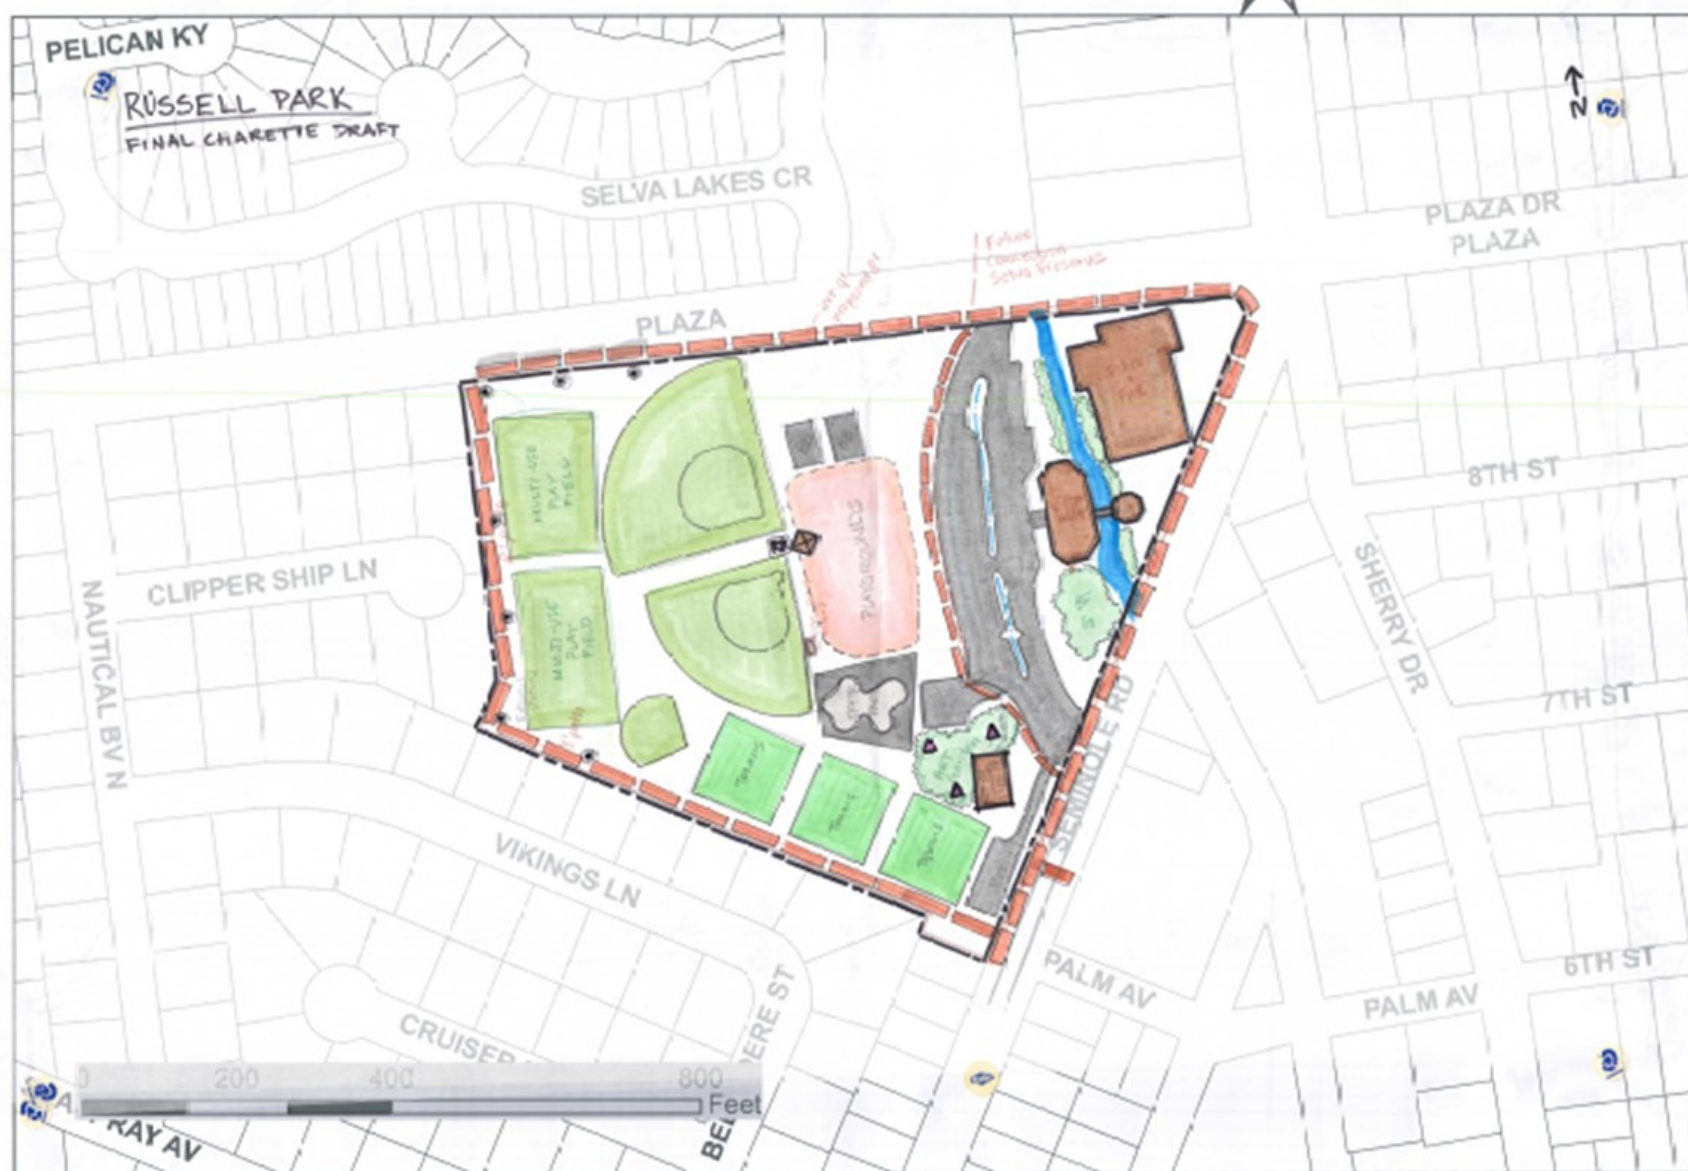 PELICAN KY
RUSSELL PARK
FINAL CHARETTE DRAFT
N
SELVA LAKES CR
PLAZA DR
PLAZA
Future
Connection
Selva Preserve
PLAZA
MULTI USE
PLAY
FIELD
8TH ST
CLIPPER SHIP LN
PLAYGROUNDS
NAUTICAL BV N
MULTI-USE
PLAY
FIELD
SHERRY DR
7TH ST
SEMINOLE RD
ART
Tennis
Tennis
Tennis
VIKINGS LN
PALM AV
6TH ST
PALM AV
CRUISER
0 200 400 800
Feet
RAY AV